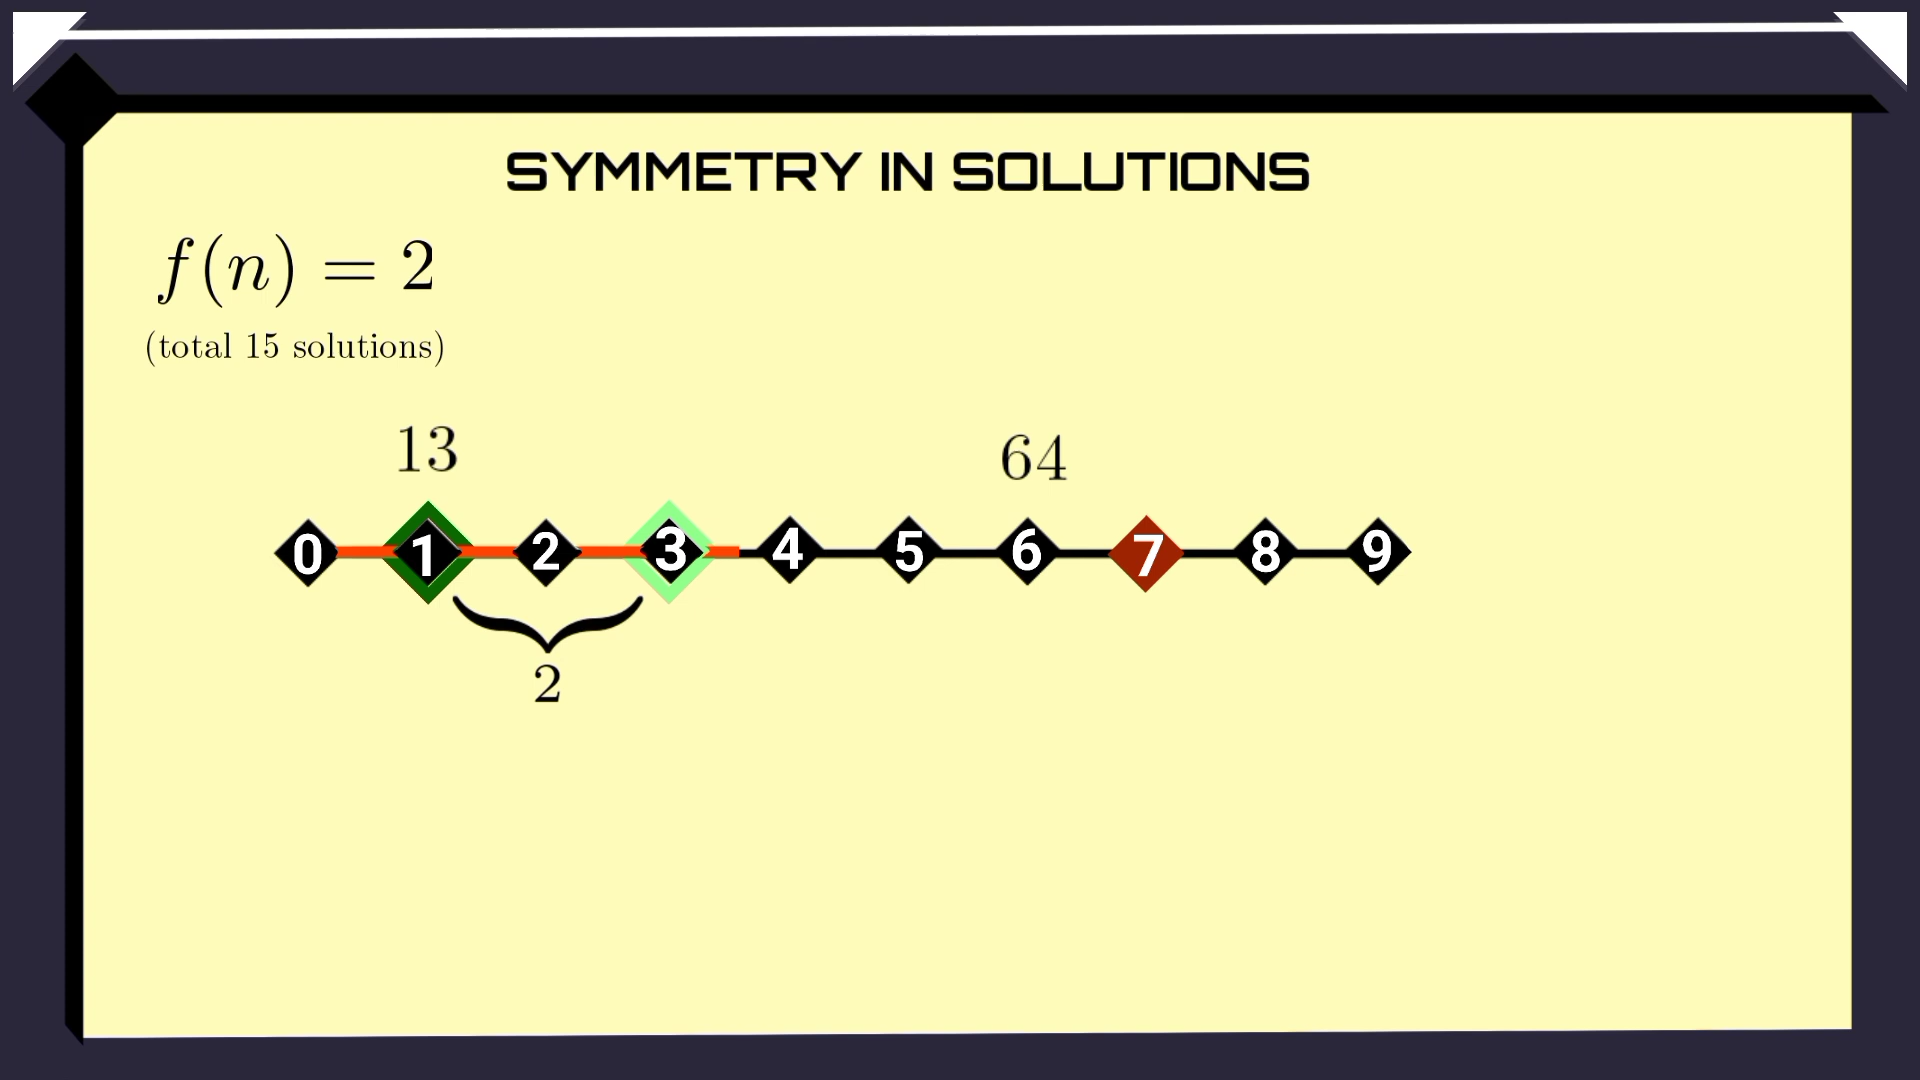 SYMMETRY IN SOLUTIONS
f(n) = 2
(total 15 solutions)
13 64
0 1 2 3 4 5 6 7 8 9
2